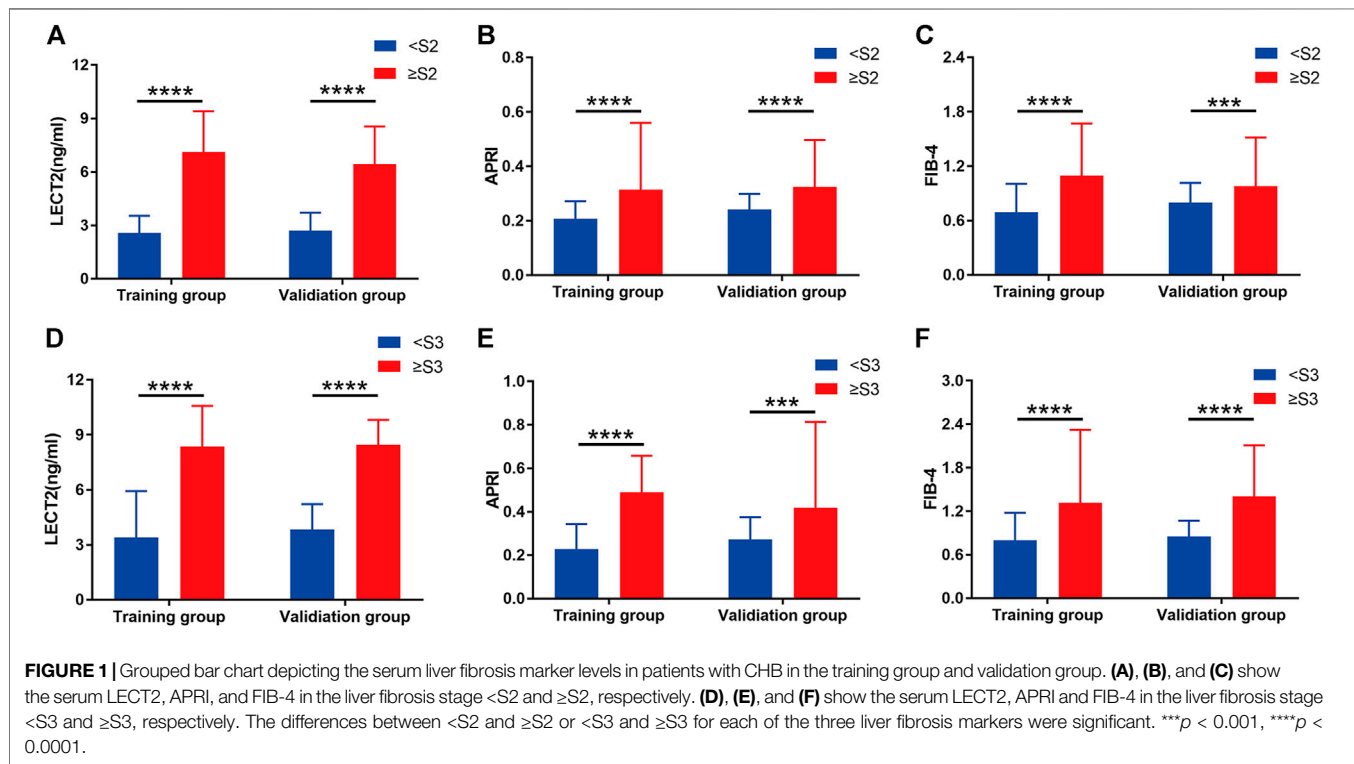 A
<S2
≥S2
12
9
6
3
0
LECT2(ng/ml)
****
****
Training group
Validiation group
B
<S2
≥S2
0.8
0.6
0.4
0.2
0.0
APRI
****
****
Training group
Validiation group
C
<S2
≥S2
2.4
1.8
1.2
0.6
0.0
FIB-4
****
***
Training group
Validiation group
D
<S3
≥S3
12
9
6
3
0
LECT2(ng/ml)
****
****
Training group
Validiation group
E
<S3
≥S3
1.0
0.8
0.6
0.4
0.2
0.0
APRI
****
***
Training group
Validiation group
F
<S3
≥S3
3.0
2.4
1.8
1.2
0.6
0.0
FIB-4
****
****
Training group
Validiation group
FIGURE 1 | Grouped bar chart depicting the serum liver fibrosis marker levels in patients with CHB in the training group and validation group. (A), (B), and (C) show
the serum LECT2, APRI, and FIB-4 in the liver fibrosis stage <S2 and ≥S2, respectively. (D), (E), and (F) show the serum LECT2, APRI and FIB-4 in the liver fibrosis stage
<S3 and ≥S3, respectively. The differences between <S2 and ≥S2 or <S3 and ≥S3 for each of the three liver fibrosis markers were significant. ***p < 0.001, ****p <
0.0001.